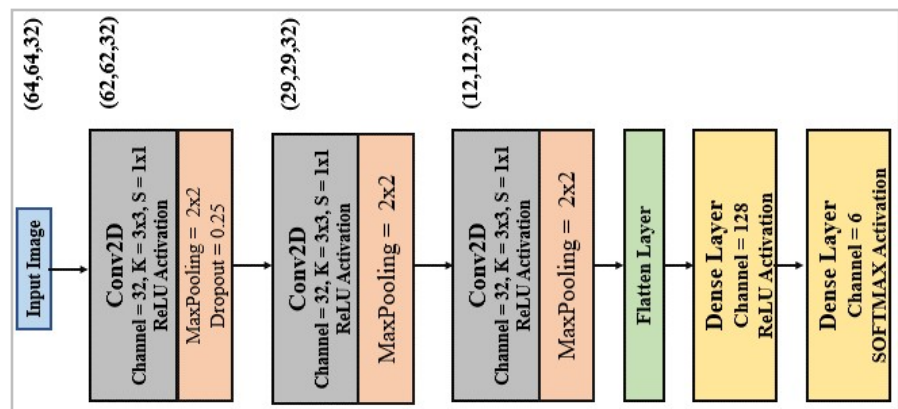 (64,64,32)
(62,62,32)
(29,29,32)
(12,12,32)
Input Image
Conv2D
Channel = 32, K = 3x3, S = 1x1
ReLU Activation
MaxPooling = 2x2
Dropout = 0.25
Conv2D
Channel = 32, K = 3x3, S = 1x1
ReLU Activation
MaxPooling = 2x2
Conv2D
Channel = 32, K = 3x3, S = 1x1
ReLU Activation
MaxPooling = 2x2
Flatten Layer
Dense Layer
Channel = 128
ReLU Activation
Dense Layer
Channel = 6
SOFTMAX Activation